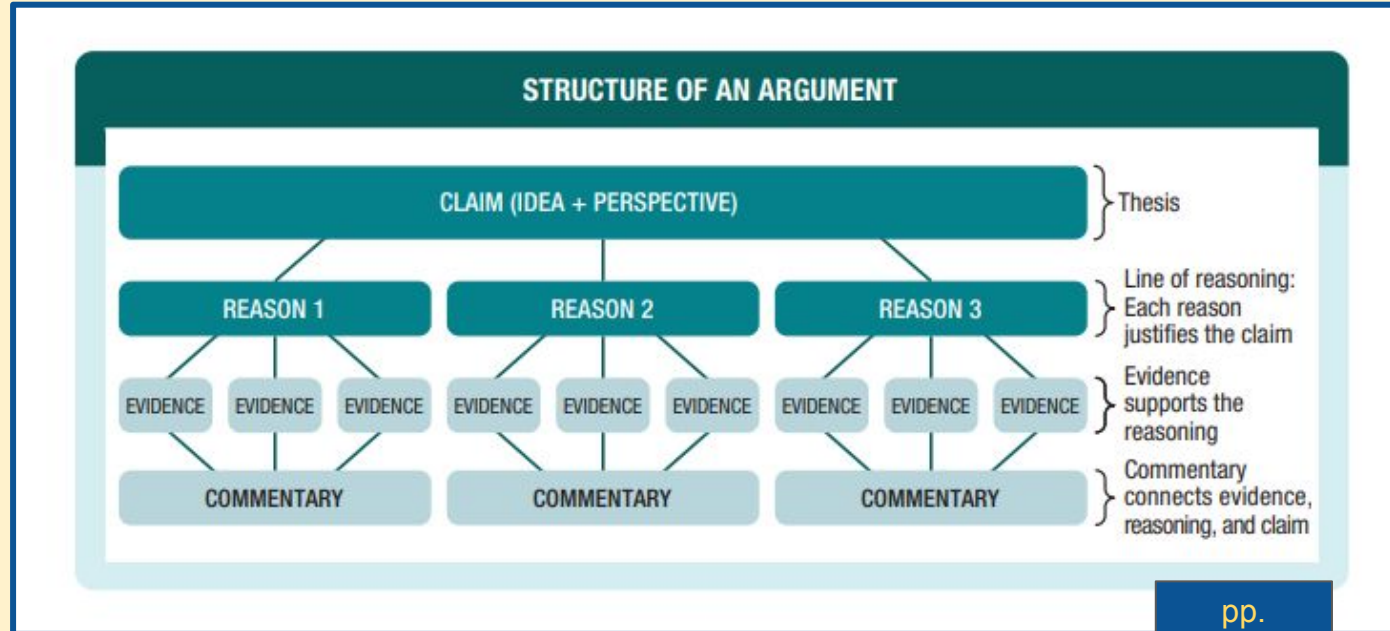 STRUCTURE OF AN ARGUMENT
CLAIM (IDEA + PERSPECTIVE)
Thesis
REASON 1
REASON 2
REASON 3
Line of reasoning:
Each reason
justifies the claim
EVIDENCE
EVIDENCE
EVIDENCE
EVIDENCE
EVIDENCE
EVIDENCE
EVIDENCE
EVIDENCE
EVIDENCE
Evidence
supports the
reasoning
COMMENTARY
COMMENTARY
COMMENTARY
Commentary
connects evidence,
reasoning, and claim
pp.